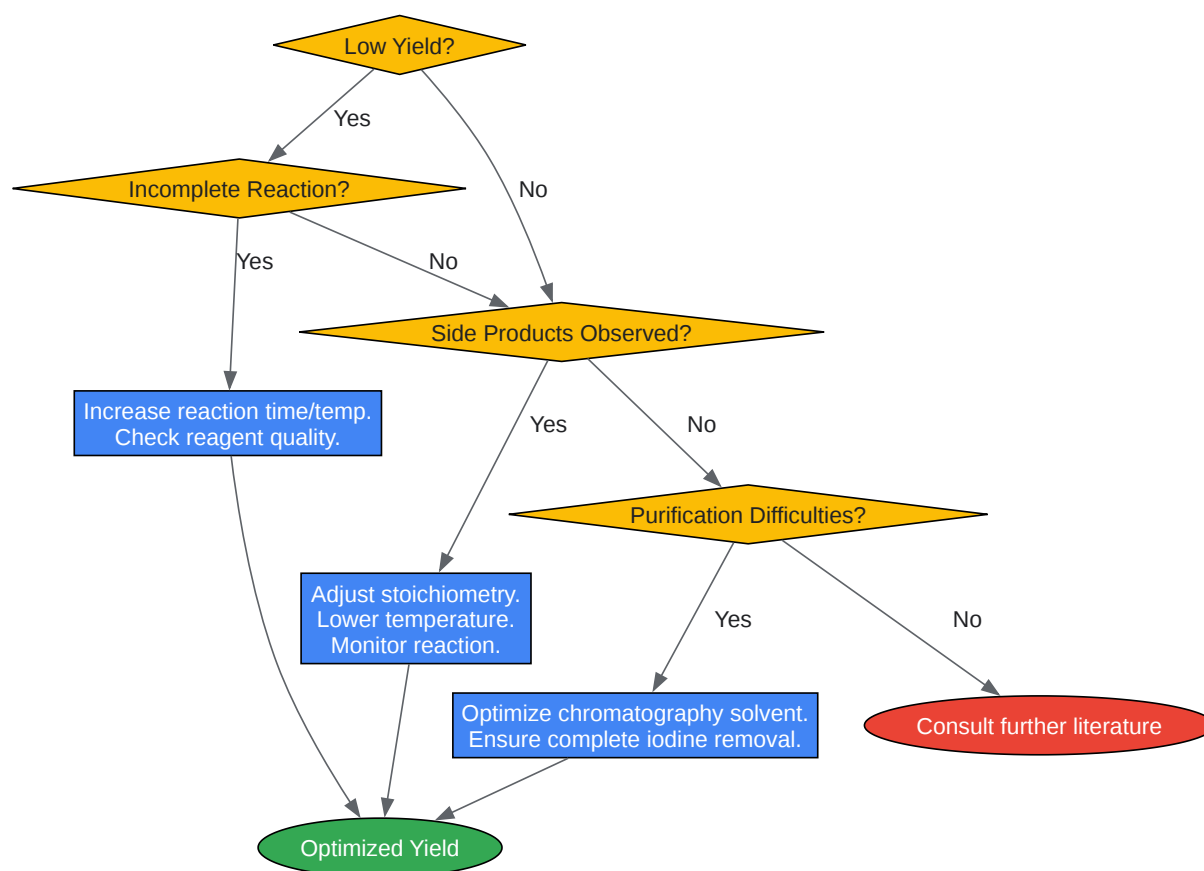 Low Yield?
Yes
Incomplete Reaction?
No
Yes
No
Side Products Observed?
Increase reaction time/temp.
Check reagent quality.
Yes
No
Purification Difficulties?
Adjust stoichiometry.
Lower temperature.
Monitor reaction.
Yes
No
Optimize chromatography solvent.
Ensure complete iodine removal.
Consult further literature
Optimized Yield